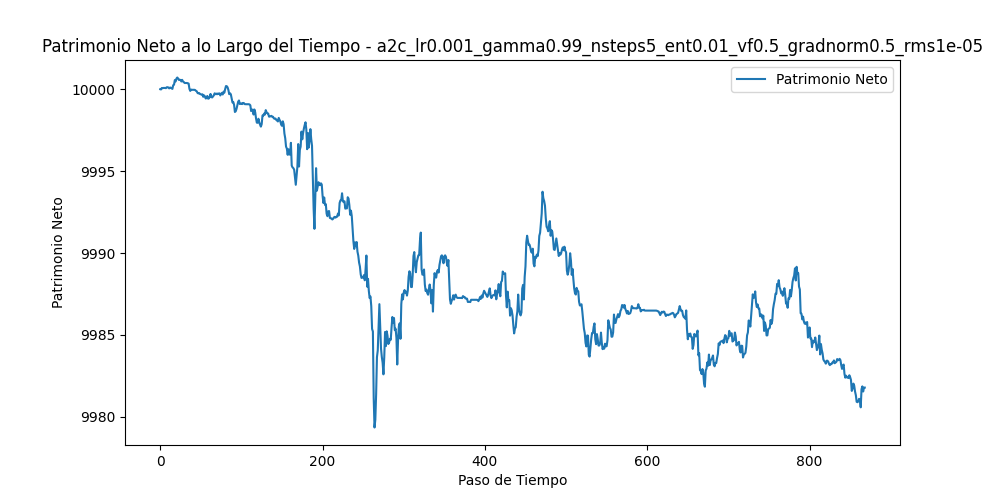 Patrimonio Neto a lo Largo del Tiempo - a2c_lr0.001_gamma0.99_nsteps5_ent0.01_vf0.5_gradnorm0.5_rms1e-05
Patrimonio Neto
10000
9995
9990
9985
9980
Patrimonio Neto
0
200
400
600
800
Paso de Tiempo